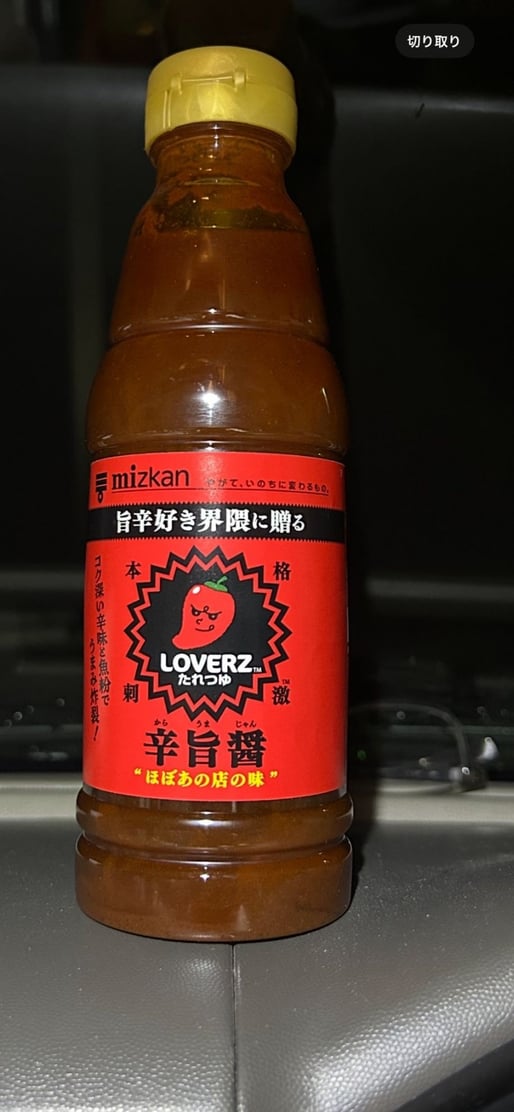 切り取り
mizkan やがて、いのちに変わるもの。
旨辛好き界隈に贈る
本格
刺激
コク深い辛味と魚粉で
うまみ炸裂！
LOVERZ™
たれつゆ
™
から うま じゃん
辛旨醤
“ほぼあの店の味”